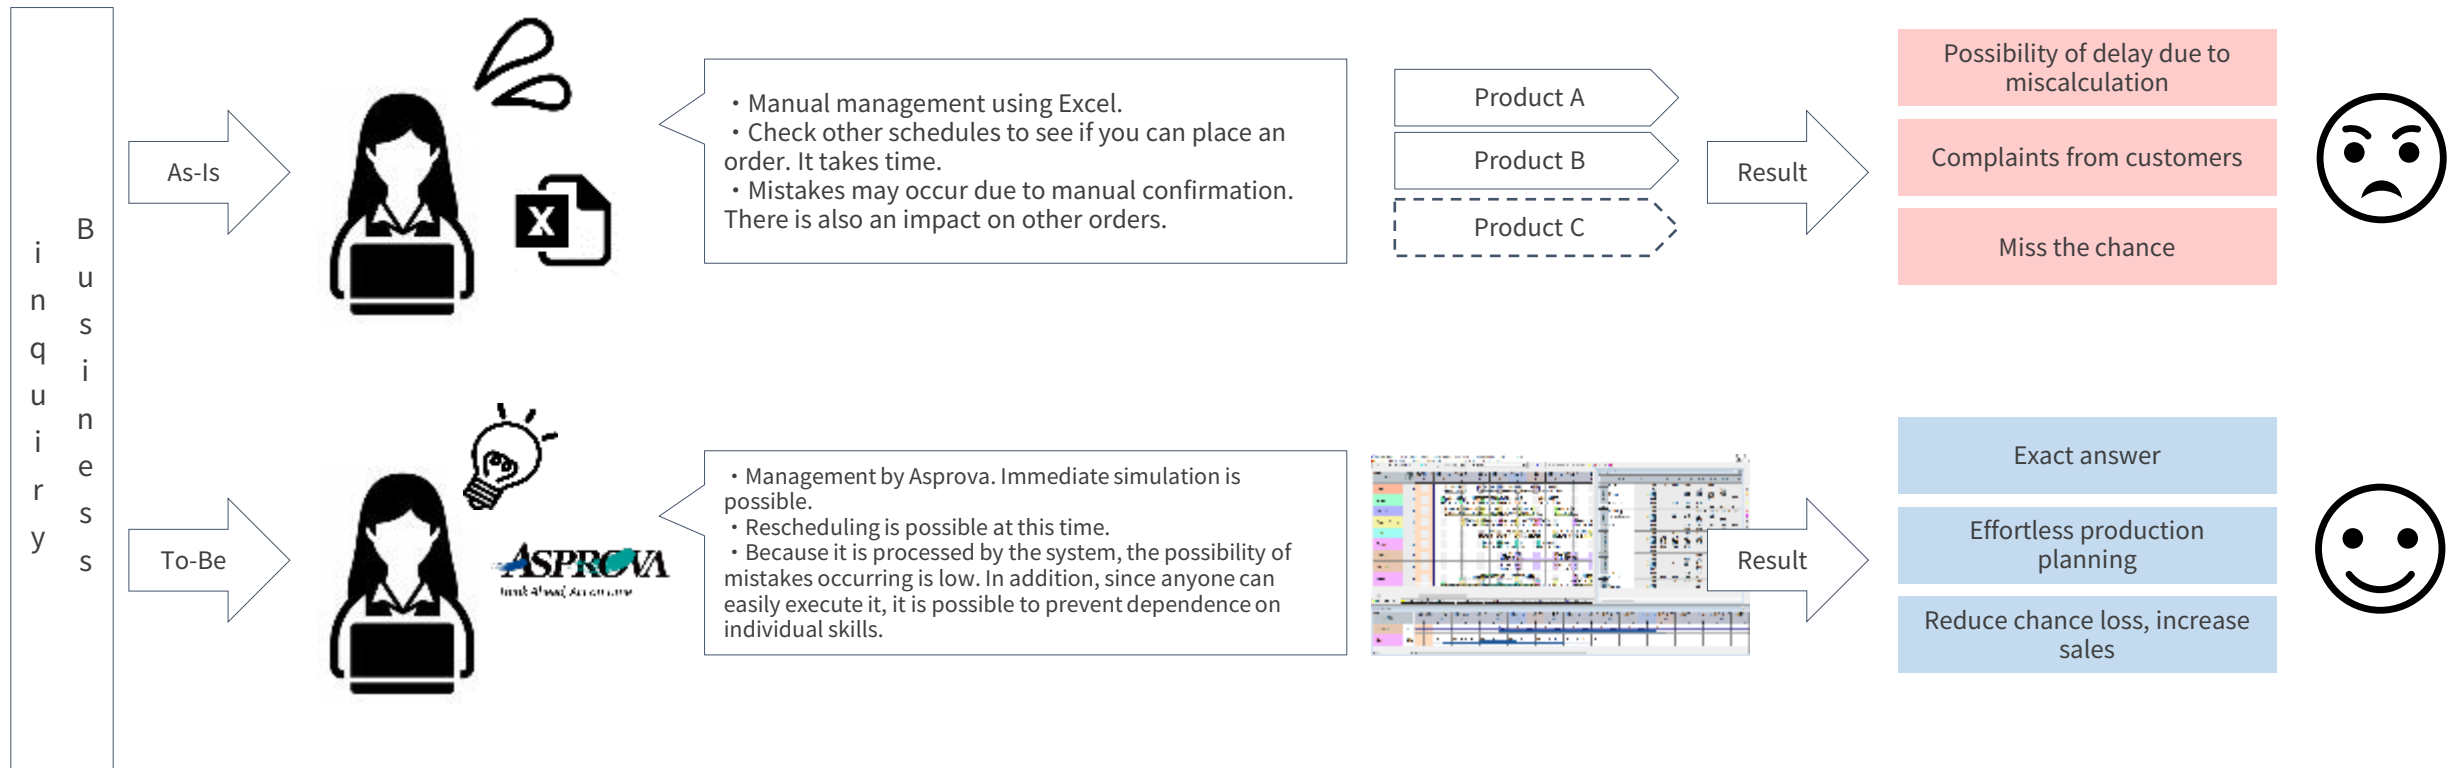 Business
inquiry
As-Is
X
・Manual management using Excel.
・Check other schedules to see if you can place an
order. It takes time.
・Mistakes may occur due to manual confirmation.
There is also an impact on other orders.
Product A
Product B
Product C
Result
Possibility of delay due to
miscalculation
Complaints from customers
Miss the chance
To-Be
ASPROVA
・Management by Asprova. Immediate simulation is
possible.
・Rescheduling is possible at this time.
・Because it is processed by the system, the possibility of
mistakes occurring is low. In addition, since anyone can
easily execute it, it is possible to prevent dependence on
individual skills.
Result
Exact answer
Effortless production
planning
Reduce chance loss, increase
sales